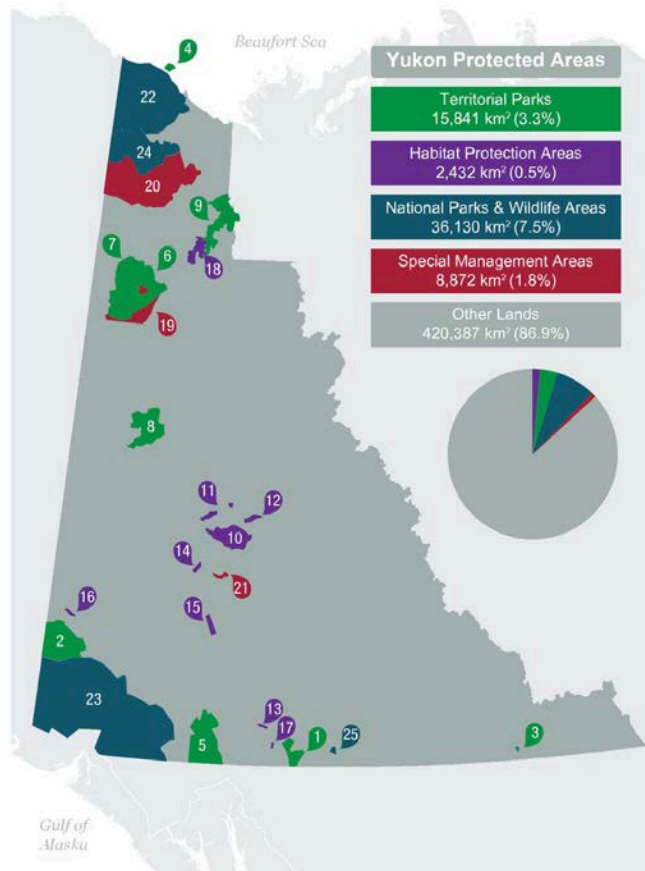 Beaufort Sea
Yukon Protected Areas
Territorial Parks
15,841 km² (3.3%)
Habitat Protection Areas
2,432 km² (0.5%)
National Parks & Wildlife Areas
36,130 km² (7.5%)
Special Management Areas
8,872 km² (1.8%)
Other Lands
420,387 km² (86.9%)
4
22
24
20
9
7
6
18
19
8
11
12
10
14
21
16
15
2
23
13
17
5
1
25
3
Gulf of
Alaska